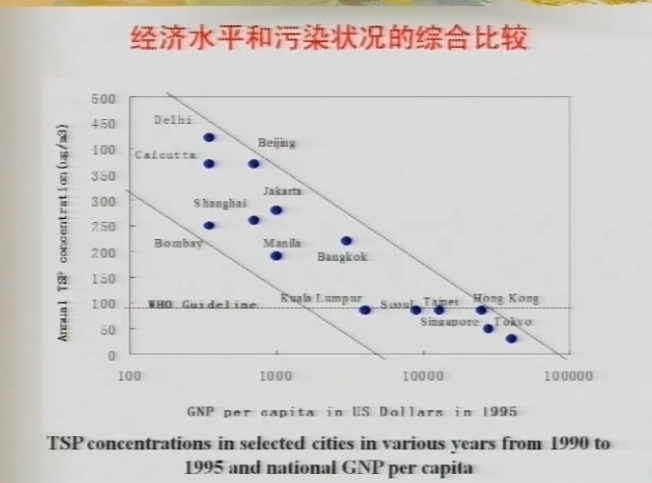 经济水平和污染状况的综合比较
500
450
400
350
300
250
200
150
100
50
0
Annual TSP concentration(ug/m3)
Delhi
Beijing
Calcutta
Jakarta
Shanghai
Bombay
Manila
Bangkok
WHO Guideline
Kuala Lumpur
Seoul
Taipei
Hong Kong
Singapore
Tokyo
100
1000
10000
100000
GNP per capita in US Dollars in 1995
TSP concentrations in selected cities in various years from 1990 to
1995 and national GNP per capita